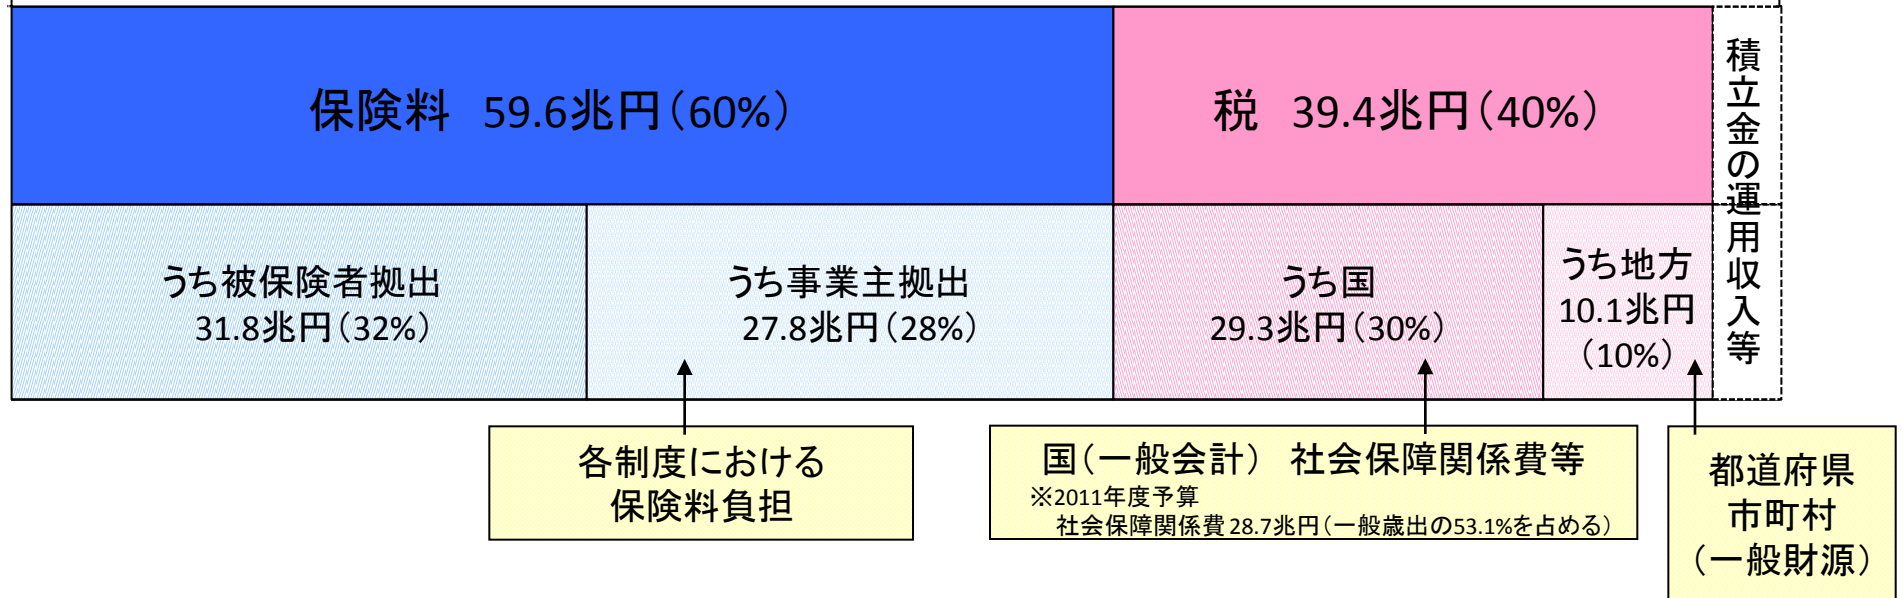 保険料 59.6兆円（60%）
税 39.4兆円（40%）
積立金の運用収入等
うち被保険者拠出
31.8兆円（32%）
うち事業主拠出
27.8兆円（28%）
うち国
29.3兆円（30%）
うち地方
10.1兆円
（10%）
各制度における
保険料負担
国（一般会計） 社会保障関係費等
※2011年度予算
社会保障関係費 28.7兆円（一般歳出の53.1%を占める）
都道府県
市町村
（一般財源）